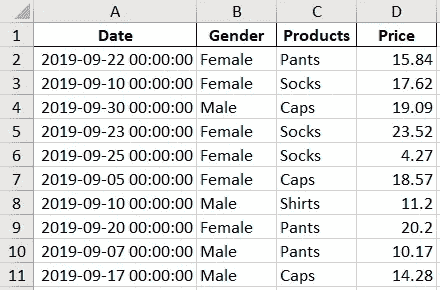 A B C D
1 Date Gender Products Price
2 2019-09-22 00:00:00 Female Pants 15.84
3 2019-09-10 00:00:00 Female Socks 17.62
4 2019-09-30 00:00:00 Male Caps 19.09
5 2019-09-23 00:00:00 Female Socks 23.52
6 2019-09-25 00:00:00 Female Socks 4.27
7 2019-09-05 00:00:00 Female Caps 18.57
8 2019-09-10 00:00:00 Male Shirts 11.2
9 2019-09-20 00:00:00 Female Pants 20.2
10 2019-09-07 00:00:00 Male Pants 10.17
11 2019-09-17 00:00:00 Male Caps 14.28